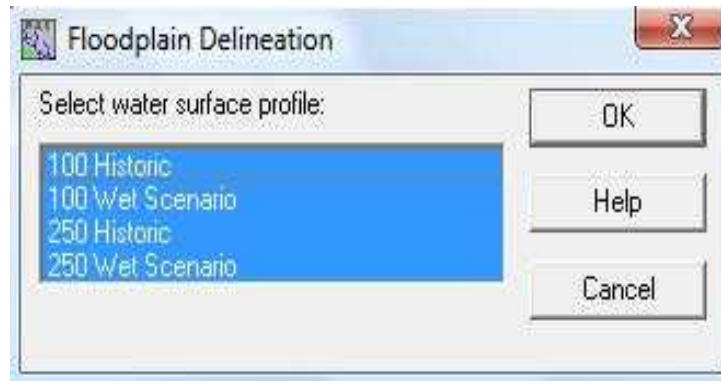 Floodplain Delineation
Select water surface profile:
100 Historic
100 Wet Scenario
250 Historic
250 Wet Scenario
OK
Help
Cancel